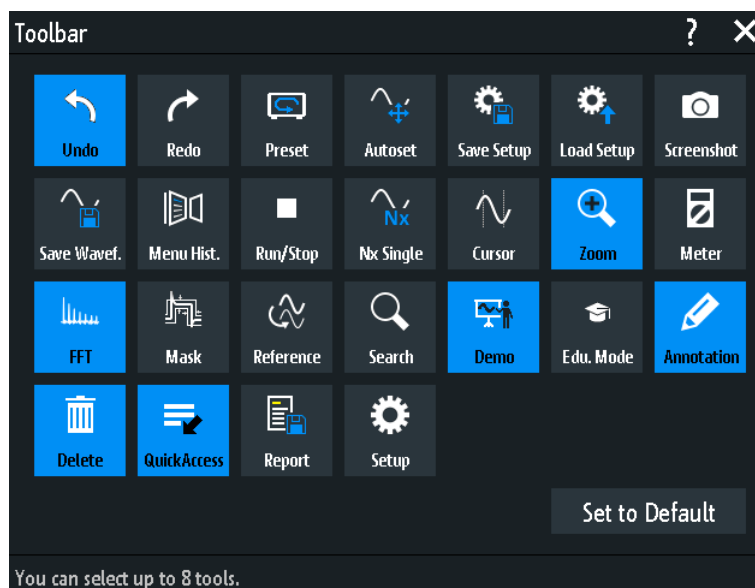 Toolbar ? X
Undo Redo Preset Autoset Save Setup Load Setup Screenshot
Nx
Save Wavef. Menu Hist. Run/Stop Nx Single Cursor Zoom Meter
FFT Mask Reference Search Demo Edu. Mode Annotation
Delete QuickAccess Report Setup
Set to Default
You can select up to 8 tools.